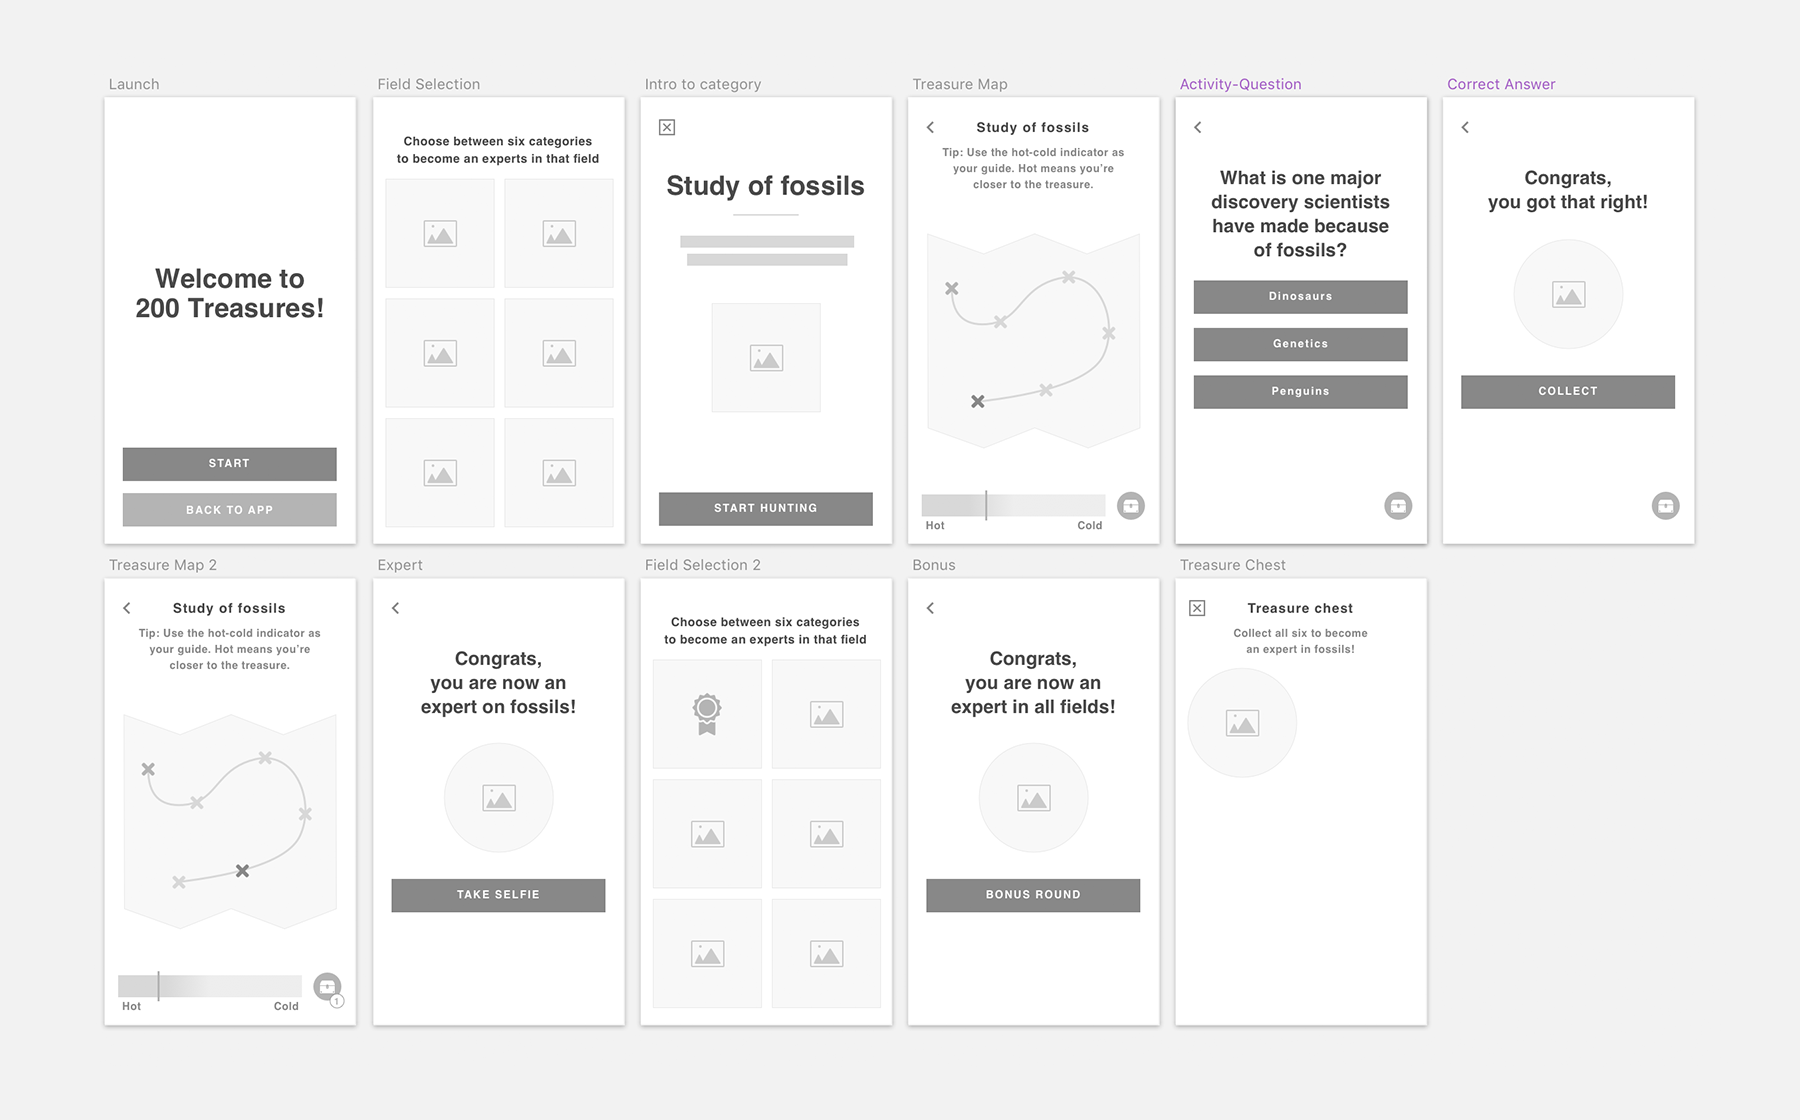 Launch
Welcome to
200 Treasures!
START
BACK TO APP
Field Selection
Choose between six categories
to become an experts in that field
Intro to category
Study of fossils
START HUNTING
Treasure Map
Study of fossils
Tip: Use the hot-cold indicator as
your guide. Hot means you're
closer to the treasure.
Hot
Cold
Activity-Question
What is one major
discovery scientists
have made because
of fossils?
Dinosaurs
Genetics
Penguins
Correct Answer
Congrats,
you got that right!
COLLECT
Treasure Map 2
Study of fossils
Tip: Use the hot-cold indicator as
your guide. Hot means you're
closer to the treasure.
Hot
Cold
1
Expert
Congrats,
you are now an
expert on fossils!
TAKE SELFIE
Field Selection 2
Choose between six categories
to become an experts in that field
Bonus
Congrats,
you are now an
expert in all fields!
BONUS ROUND
Treasure Chest
Treasure chest
Collect all six to become
an expert in fossils!